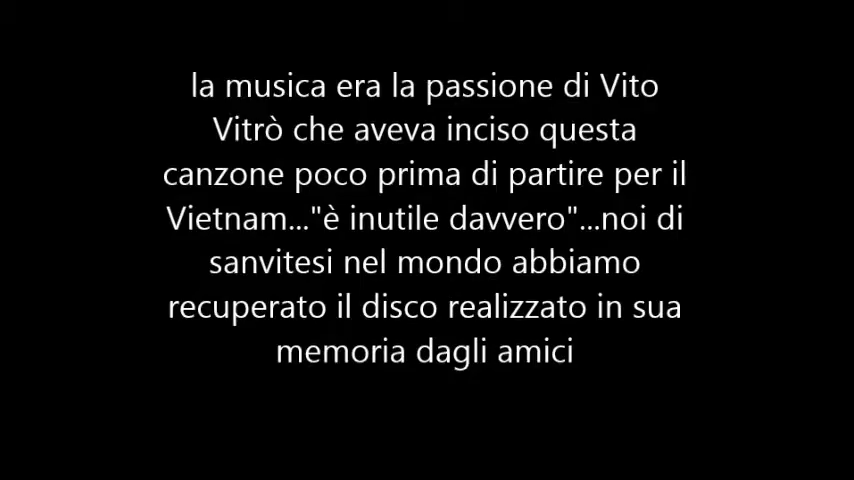 la musica era la passione di Vito
Vitrò che aveva inciso questa
canzone poco prima di partire per il
Vietnam..."è inutile davvero"...noi di
sanvitesi nel mondo abbiamo
recuperato il disco realizzato in sua
memoria dagli amici